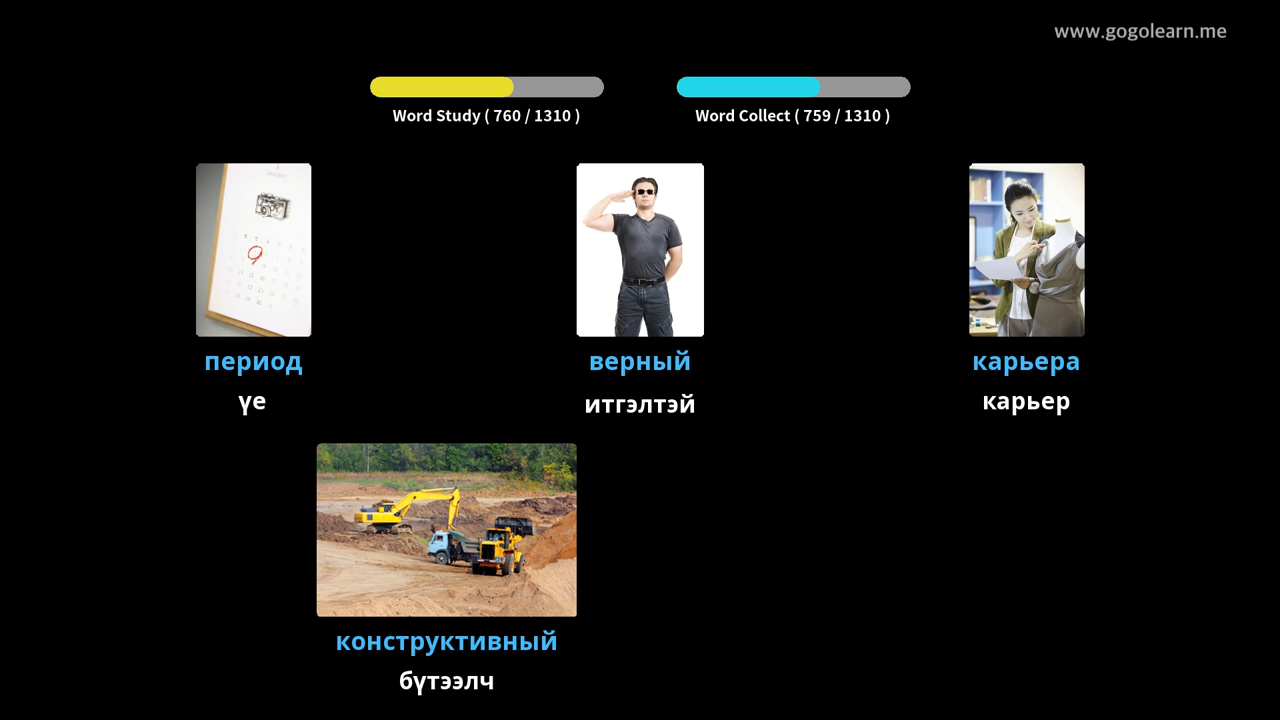 www.gogolearn.me
Word Study ( 760 / 1310 )
Word Collect ( 759 / 1310 )
период
верный
карьера
үе
итгэлтэй
карьер
конструктивный
бүтээлч